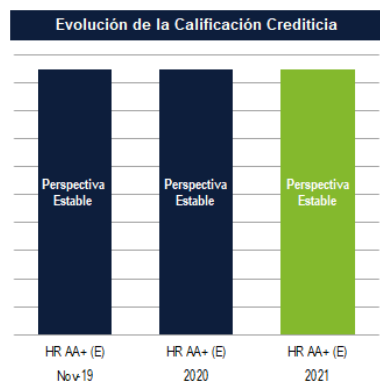 Evolución de la Calificación Crediticia
Perspectiva Perspectiva Perspectiva
Estable Estable Estable
HR AA+ (E) HR AA+ (E) HR AA+ (E)
Nov-19 2020 2021